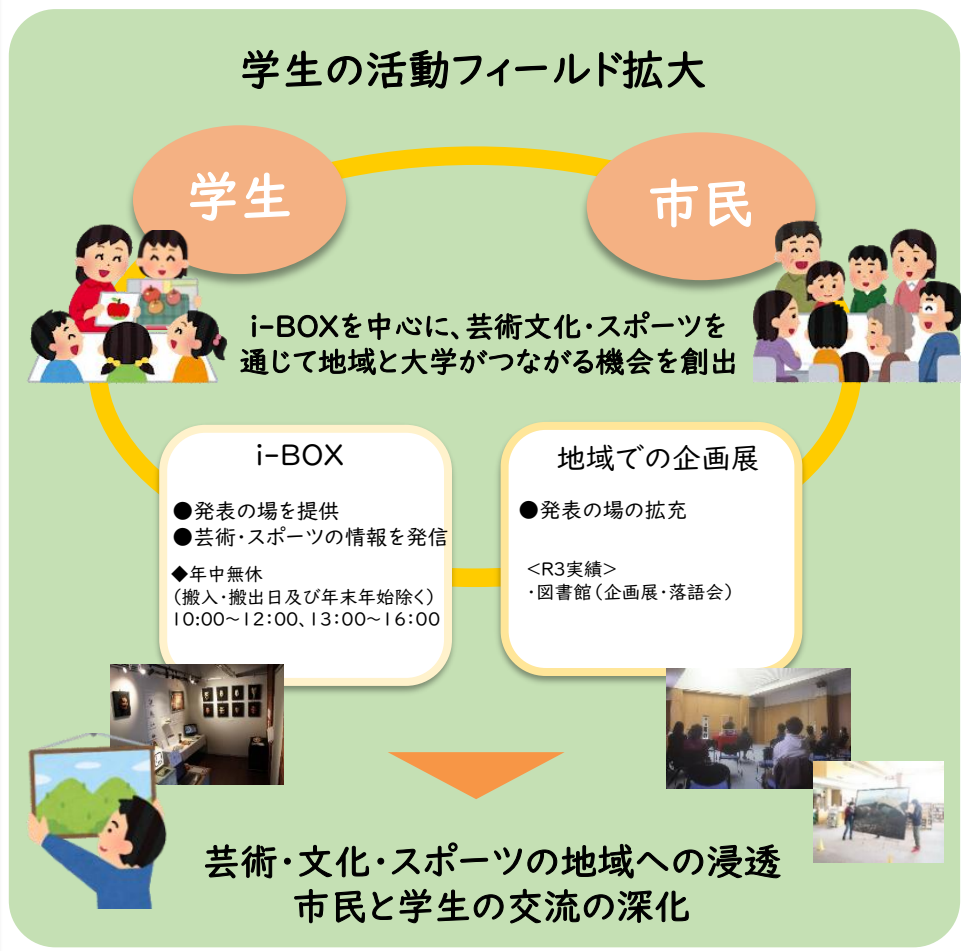 学生の活動フィールド拡大
学生
市民
i-BOXを中心に、芸術文化・スポーツを
通じて地域と大学がつながる機会を創出
i-BOX
●発表の場を提供
●芸術・スポーツの情報を発信
◆年中無休
（搬入・搬出日及び年末年始除く）
10:00～12:00、13:00～16:00
地域での企画展
●発表の場の拡充
<R3実績>
・図書館（企画展・落語会）
芸術・文化・スポーツの地域への浸透
市民と学生の交流の深化